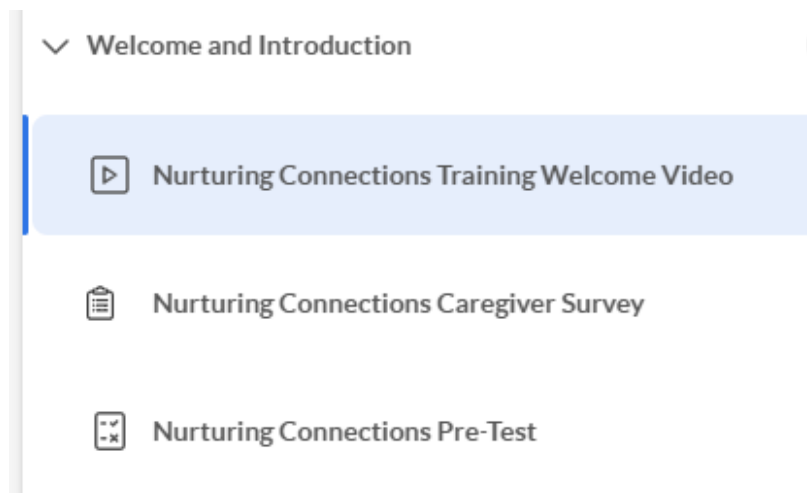 Welcome and Introduction
Nurturing Connections Training Welcome Video
Nurturing Connections Caregiver Survey
Nurturing Connections Pre-Test